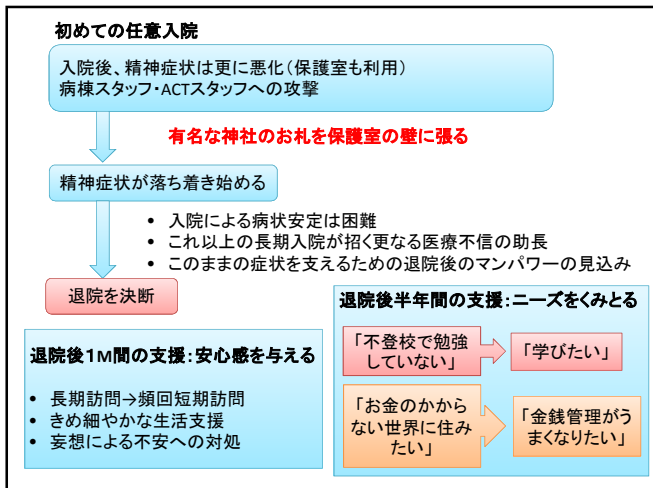 初めての任意入院
入院後、精神症状は更に悪化(保護室も利用)
病棟スタッフ・ACTスタッフへの攻撃
有名な神社のお札を保護室の壁に張る
精神症状が落ち着き始める
• 入院による病状安定は困難
• これ以上の長期入院が招く更なる医療不信の助長
• このままの症状を支えるための退院後のマンパワーの見込み
退院を決断
退院後1M間の支援:安心感を与える
• 長期訪問→頻回短期訪問
• きめ細やかな生活支援
• 妄想による不安への対処
退院後半年間の支援:ニーズをくみとる
「不登校で勉強
していない」
「学びたい」
「お金のかから
ない世界に住み
たい」
「金銭管理がう
まくなりたい」